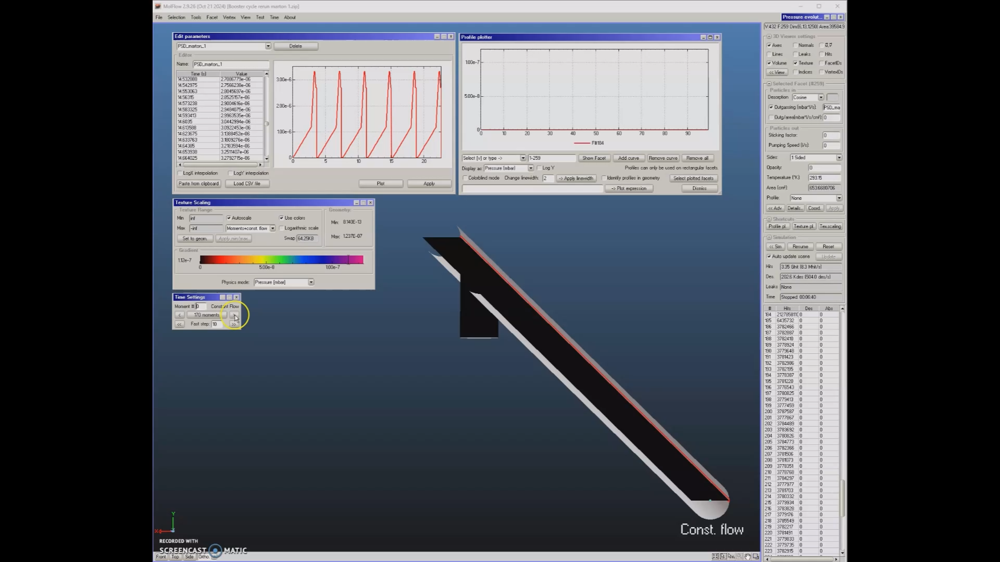 MolFlow 2.9.26 (Oct 21 2024) [Booster cycle rerun marton 1.zip]
File Selection Tools Facet Vertex View Test Time About
Edit parameters
PSD_marton_1 Delete
Editor
Name: PSD_marton_1
Time [s] Value
14.532888 2.7086779e-06
14.542975 2.7566238e-06
14.553063 2.8045697e-06
14.56315 2.8525157e-06
14.573238 2.9004616e-06
14.583325 2.9484075e-06
14.593413 2.9963535e-06
14.6035 3.0442994e-06
14.613588 3.0922453e-06
14.623675 3.1388452e-06
14.633763 3.1809276e-06
14.64385 3.2183594e-06
14.653938 3.2511407e-06
14.664025 3.2792715e-06
3.00e-6
2.00e-6
1.00e-6
0
0 5 10 15 20
LogX interpolation LogY interpolation
Paste from clipboard Load CSV file Plot Apply
Profile plotter
1.00e-7
5.00e-8
0
0 10 20 30 40 50 60 70 80 90
F#184
Select [v] or type -> 1-259 Show Facet Add curve Remove curve Remove all
Display as: Pressure [mbar] Log Y Profiles can only be used on rectangular facets.
Colorblind mode Change linewidth: 2 -> Apply linewidth Identify profiles in geometry Select plotted facets
-> Plot expression Dismiss
Texture Scaling
Texture Range
Min inf Autoscale Use colors
Max -inf Moments+const. flow Logarithmic scale
Set to geom. Apply min/max Swap 64.25KB
Geometry:
Min: 8.140E-13
Max: 1.237E-07
Gradient
1.12e-7
0 5.00e-8 1.00e-7
Physics mode: Pressure [mbar]
Time Settings
Moment #: 0 Constant Flow
< 170 moments >
<< Fast step: 10 >>
Const. flow
Y
X
RECORDED WITH
SCREENCAST MATIC
Front Top Side Ortho.
Pressure evolut...
V:432 F:259 Dim(6,13,1250) Area:39584.9
3D Viewer settings
Axes Normals
Lines Leaks Hits
Volume Texture FacetIDs
<< View Indices VertexIDs
Selected Facet (#259)
Particles in
Desorption Cosine
Outgassing (mbar*l/s): PSD_ma
Outg/area(mbar*l/s/cm²): 0
Particles out
Sticking factor: 0
Pumping Speed (l/s): 0
Sides: 1 Sided
Opacity: 0
Temperature (°K): 293.15
Area (cm²): 653.6680706
Profile: None
<< Adv Details.. Coord. Apply
Shortcuts
Profile pl. Texture pl. Tex.scaling
Simulation
<< Sim Resume Reset
Auto update scene Update
Hits 3.35 Ghit (8.3 Mhit/s)
Des. 202.6 Kdes (504.0 des/s)
Leaks None
Time Stopped: 00:06:40
# Hits Des Abs
184 2127858110 0 0
185 6435732 0 0
186 3782466 0 0
187 3782887 0 0
188 3782410 0 0
189 3778924 0 0
190 3779648 0 0
191 3781423 0 0
192 3782986 0 0
193 3782195 0 0
194 3778387 0 0
195 3781220 0 0
196 3776543 0 0
197 3780825 0 0
198 3779413 0 0
199 3777459 0 0
200 3787587 0 0
201 3777867 0 0
202 3784489 0 0
203 3783692 0 0
204 3780826 0 0
205 3784773 0 0
206 3782366 0 0
207 3781506 0 0
208 3781073 0 0
209 3778351 0 0
210 3778768 0 0
211 3784297 0 0
212 3777977 0 0
213 3781703 0 0
214 3780332 0 0
215 3779934 0 0
216 3783828 0 0
217 3779176 0 0
218 3785549 0 0
219 3782217 0 0
220 3781491 0 0
221 3779833 0 0
222 3779735 0 0
223 3782915 0 0